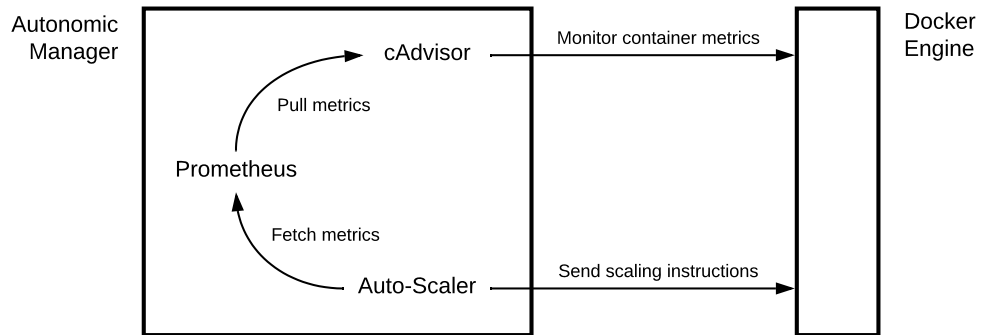 Autonomic
Manager
cAdvisor
Monitor container metrics
Docker
Engine
Pull metrics
Prometheus
Fetch metrics
Auto-Scaler
Send scaling instructions